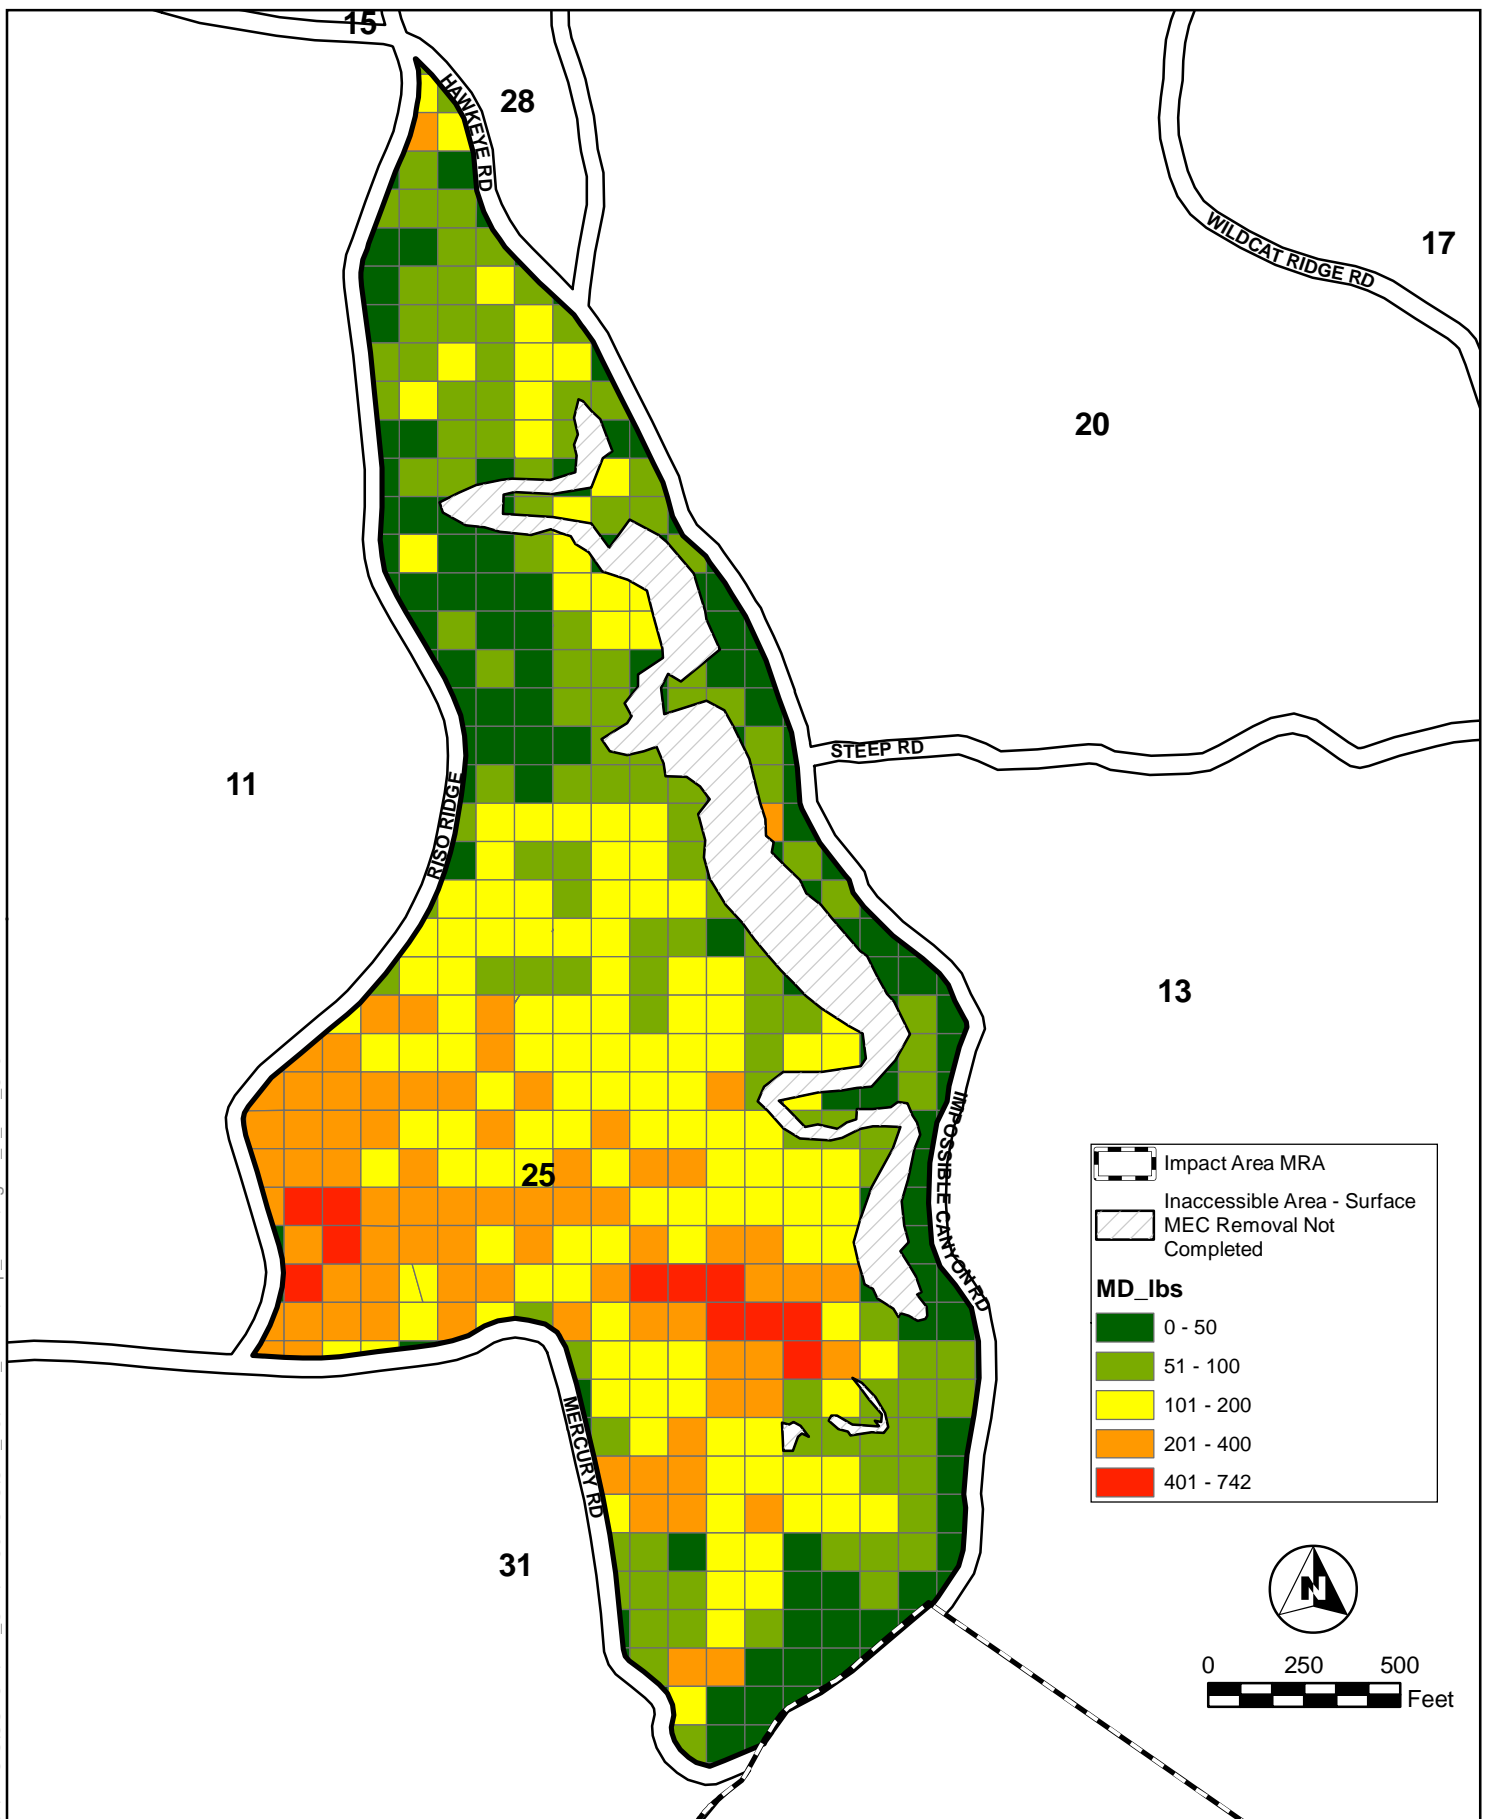 15
HAWKEYE RD
28
WILDCAT RIDGE RD
17
20
STEEP RD
11
RISO RIDGE
13
IMPOSSIBLE CANYON RD
25
Impact Area MRA
Inaccessible Area - Surface
MEC Removal Not
Completed
MD_lbs
0 - 50
51 - 100
101 - 200
201 - 400
401 - 742
MERCURY RD
31
N
0 250 500
Feet